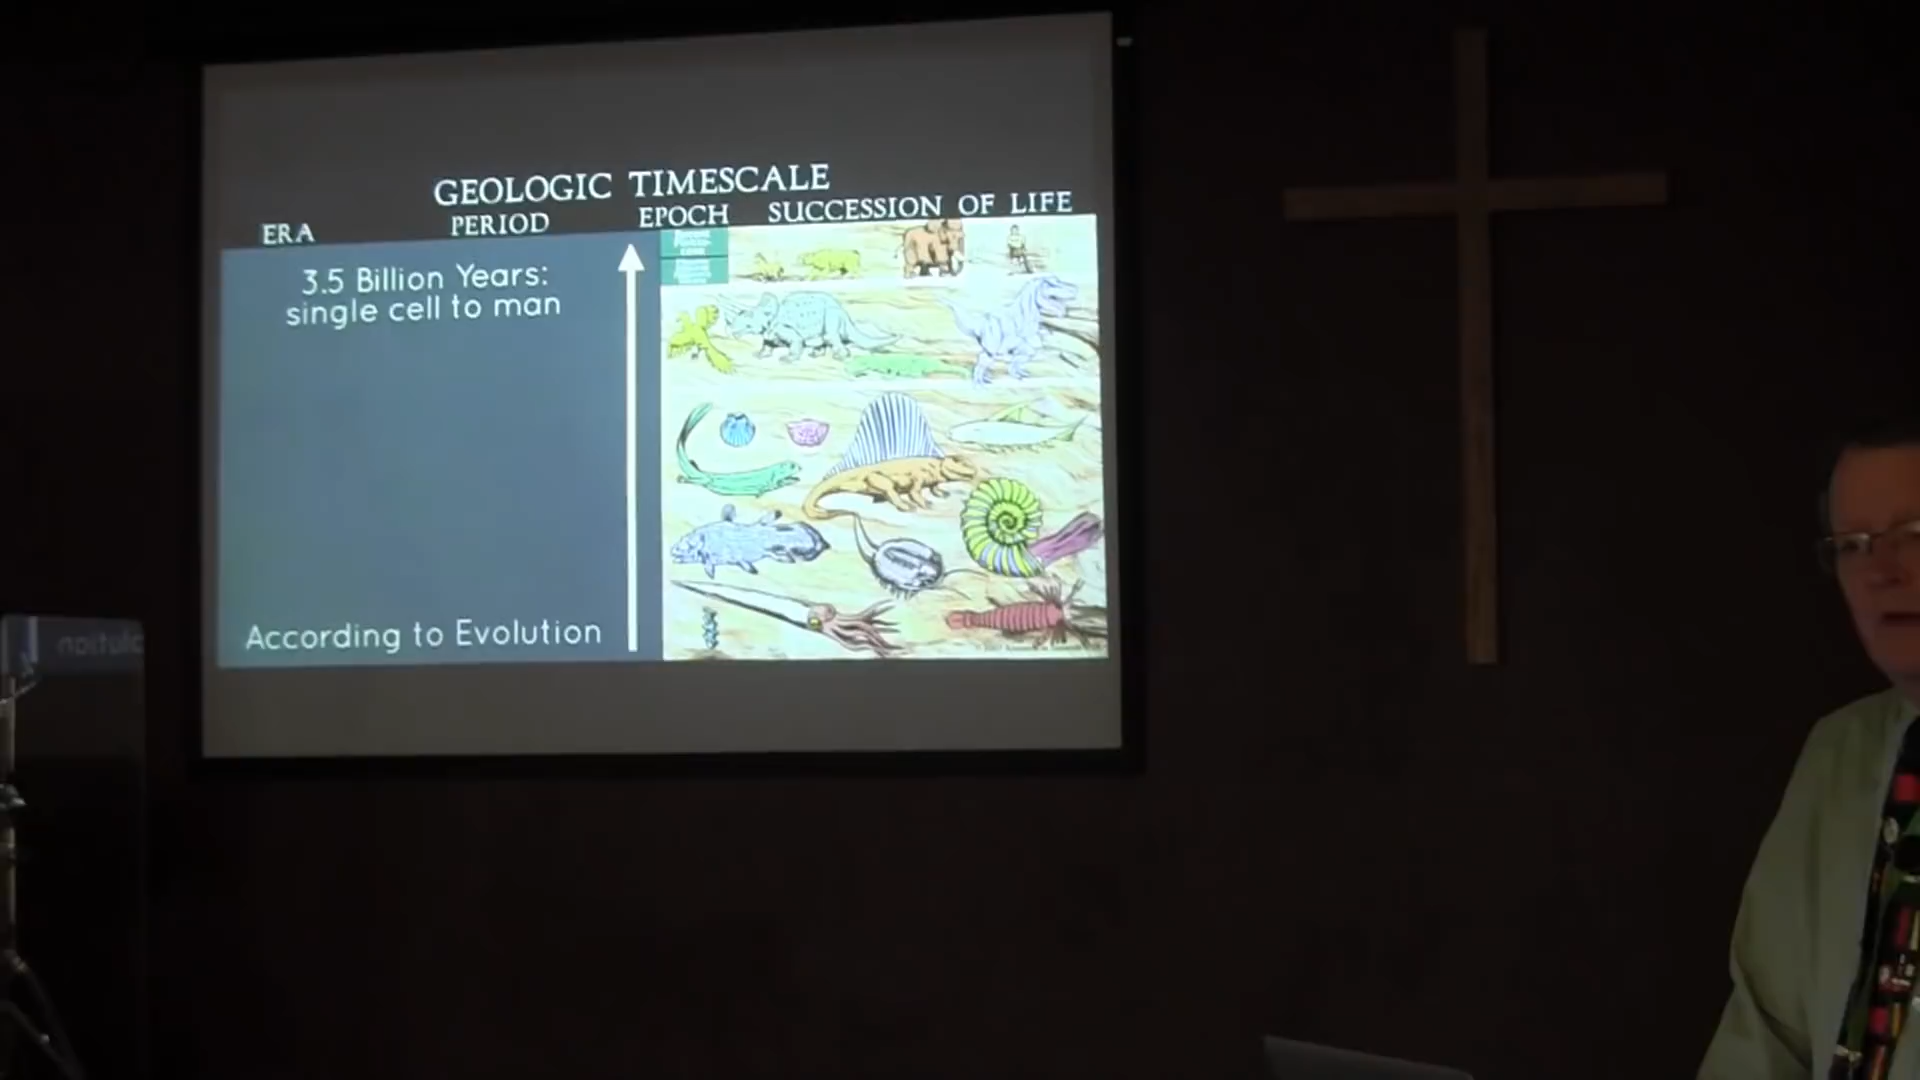 GEOLOGIC TIMESCALE
ERA PERIOD EPOCH SUCCESSION OF LIFE
3.5 Billion Years:
single cell to man
According to Evolution